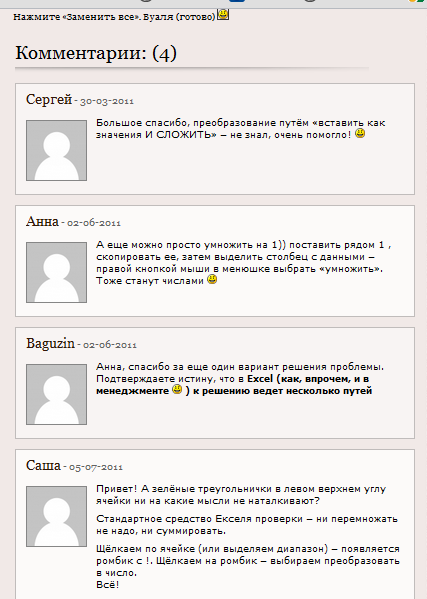 Нажмите «Заменить все». Вуаля (готово)
Комментарии: (4)
Сергей - 30-03-2011
Большое спасибо, преобразование путём «вставить как
значения И СЛОЖИТЬ» – не знал, очень помогло!
Анна - 02-06-2011
А еще можно просто умножить на 1)) поставить рядом 1 ,
скопировать ее, затем выделить столбец с данными –
правой кнопкой мыши в менюшке выбрать «умножить».
Тоже станут числами
Baguzin - 02-06-2011
Анна, спасибо за еще один вариант решения проблемы.
Подтверждаете истину, что в Excel (как, впрочем, и в
менеджменте ) к решению ведет несколько путей
Саша - 05-07-2011
Привет! А зелёные треугольнички в левом верхнем углу
ячейки ни на какие мысли не наталкивают?
Стандартное средство Екселя проверки – ни перемножать
не надо, ни суммировать.
Щёлкаем по ячейке (или выделяем диапазон) – появляется
ромбик с !. Щёлкаем на ромбик – выбираем преобразовать
в число.
Всё!